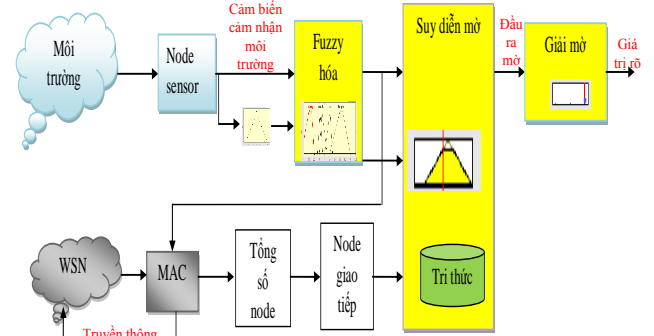 Môi
trường
Node
sensor
Cảm biến
cảm nhận
môi
trường
Fuzzy
hóa
Suy diễn mờ
Đầu
ra
mờ
Giải mờ
Giá
trị rõ
WSN
MAC
Tổng
số
node
Node
giao
tiếp
Tri thức
Truyền thông